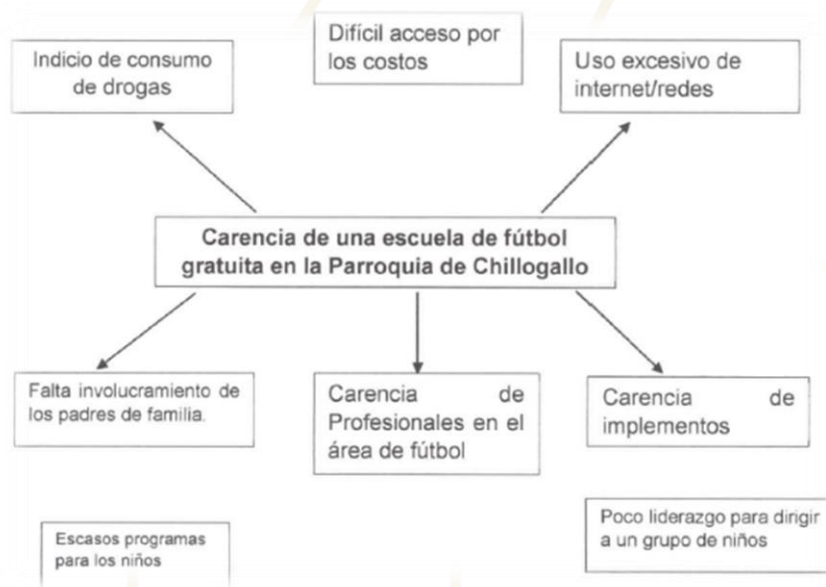 Difícil acceso por
los costos
Indicio de consumo
de drogas
Uso excesivo de
internet/redes
Carencia de una escuela de fútbol
gratuita en la Parroquia de Chillogallo
Falta involucramiento de
los padres de familia.
Carencia de
Profesionales en el
área de fútbol
Carencia de
implementos
Escasos programas
para los niños
Poco liderazgo para dirigir
a un grupo de niños